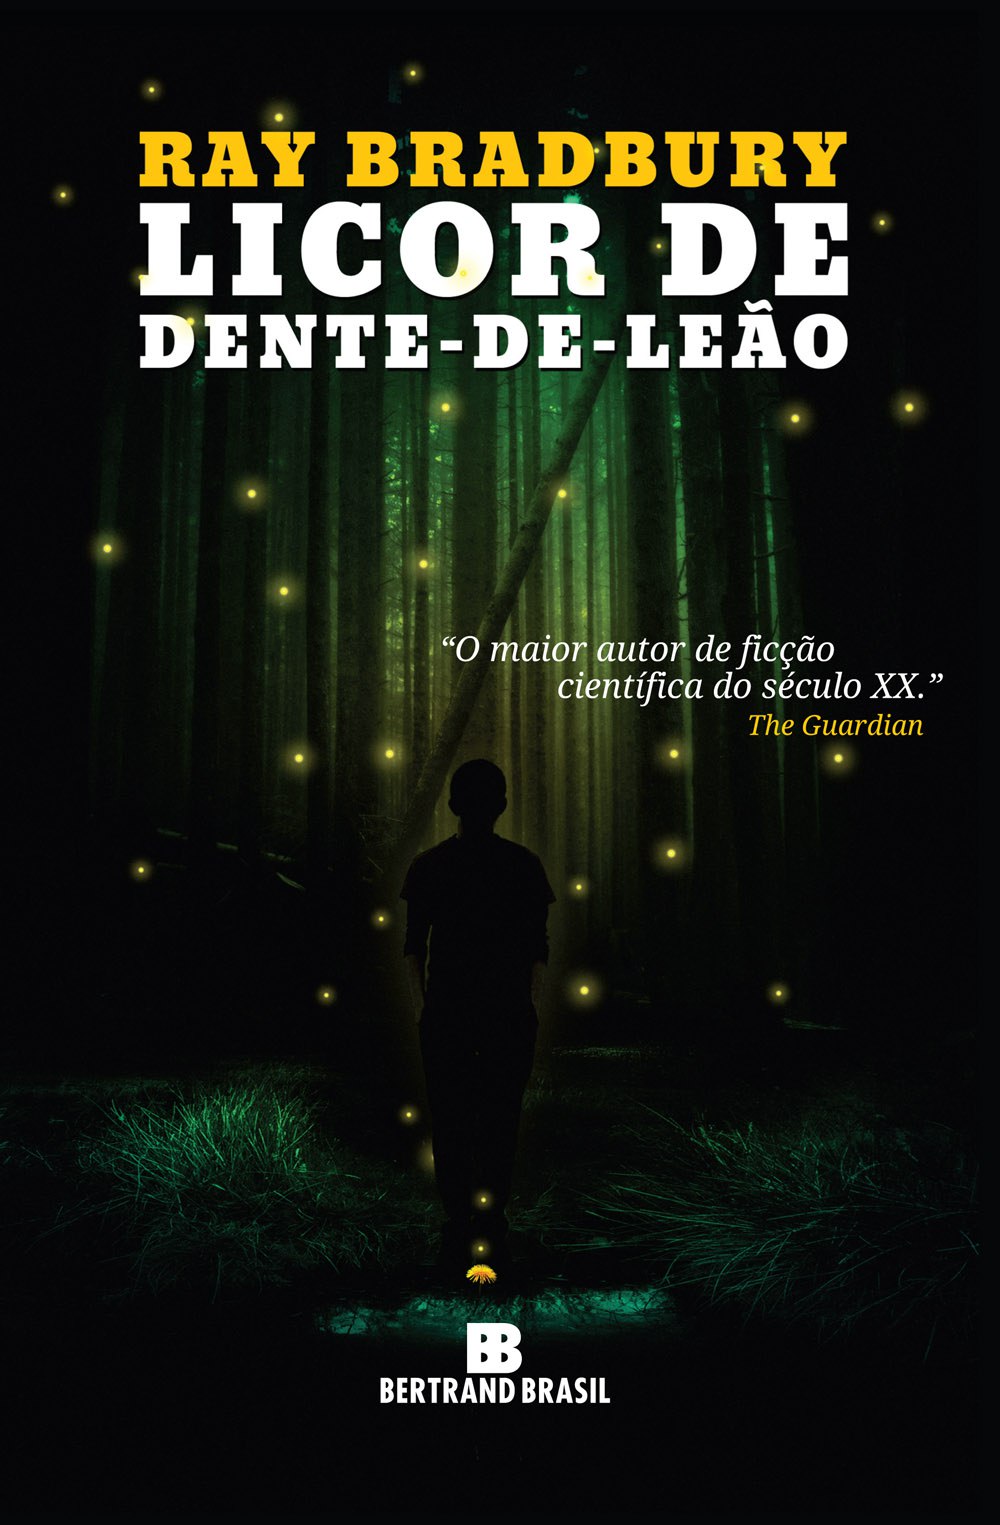 RAY BRADBURY
LICOR DE
DENTE-DE-LEÃO
“O maior autor de ficção
científica do século XX.”
The Guardian
BB
BERTRAND BRASIL